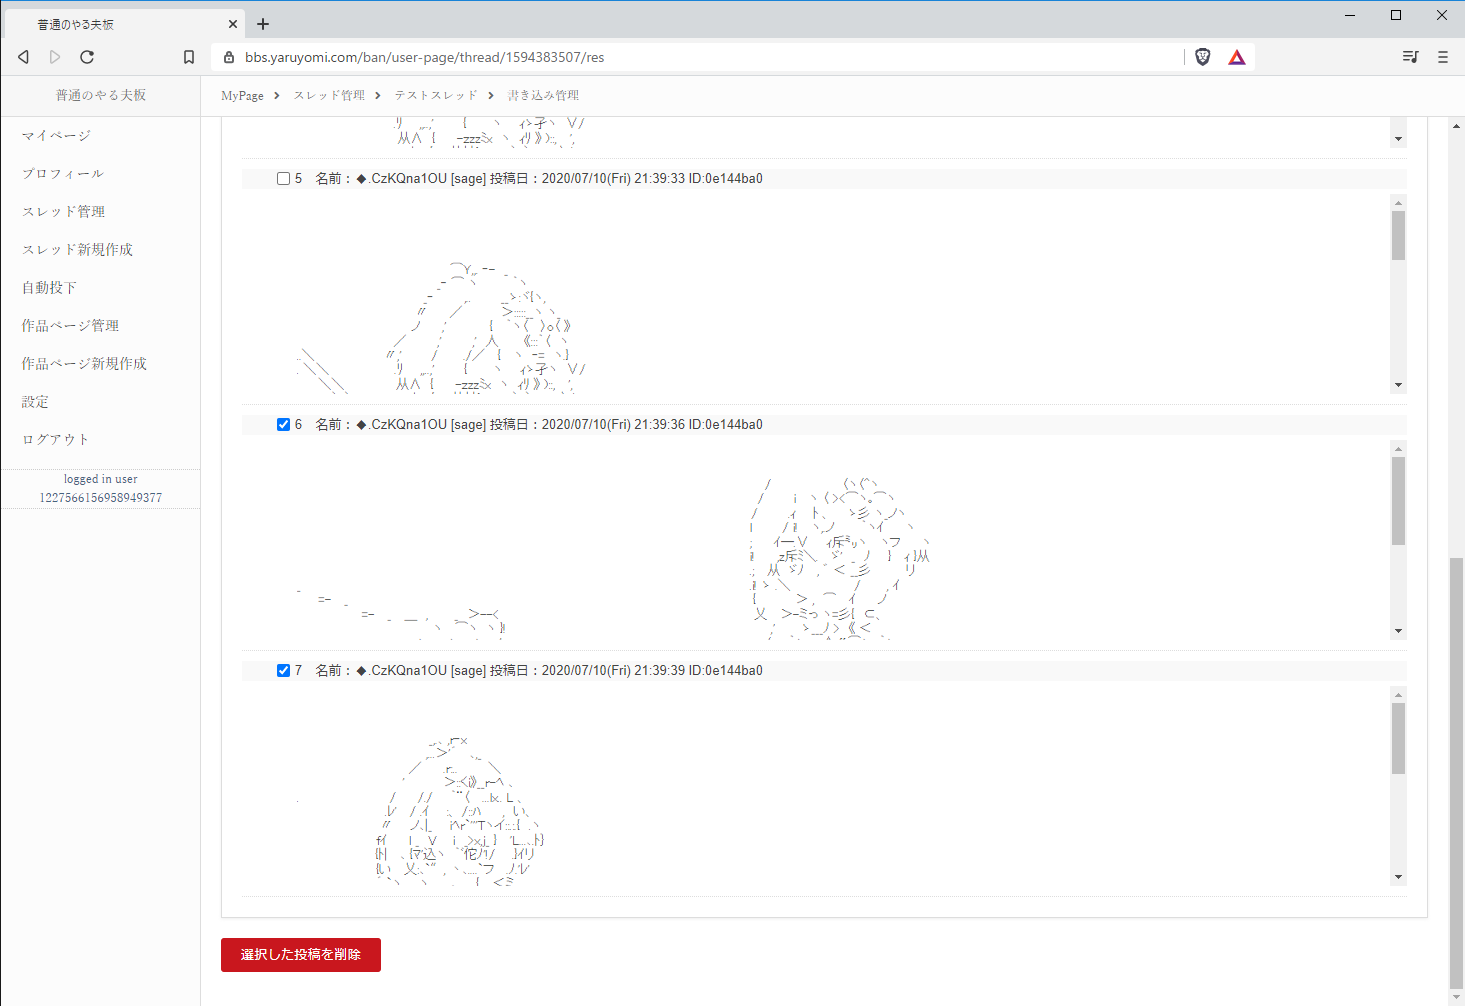 普通のやる夫板
bbs.yaruyomi.com/ban/user-page/thread/1594383507/res
普通のやる夫板
MyPage > スレッド管理 > テストスレッド > 書き込み管理
マイページ
プロフィール
スレッド管理
スレッド新規作成
自動投下
作品ページ管理
作品ページ新規作成
設定
ログアウト
logged in user
1227566156958949377
5 名前：◆.CzKQna1OU [sage] 投稿日：2020/07/10(Fri) 21:39:33 ID:0e144ba0
6 名前：◆.CzKQna1OU [sage] 投稿日：2020/07/10(Fri) 21:39:36 ID:0e144ba0
7 名前：◆.CzKQna1OU [sage] 投稿日：2020/07/10(Fri) 21:39:39 ID:0e144ba0
選択した投稿を削除